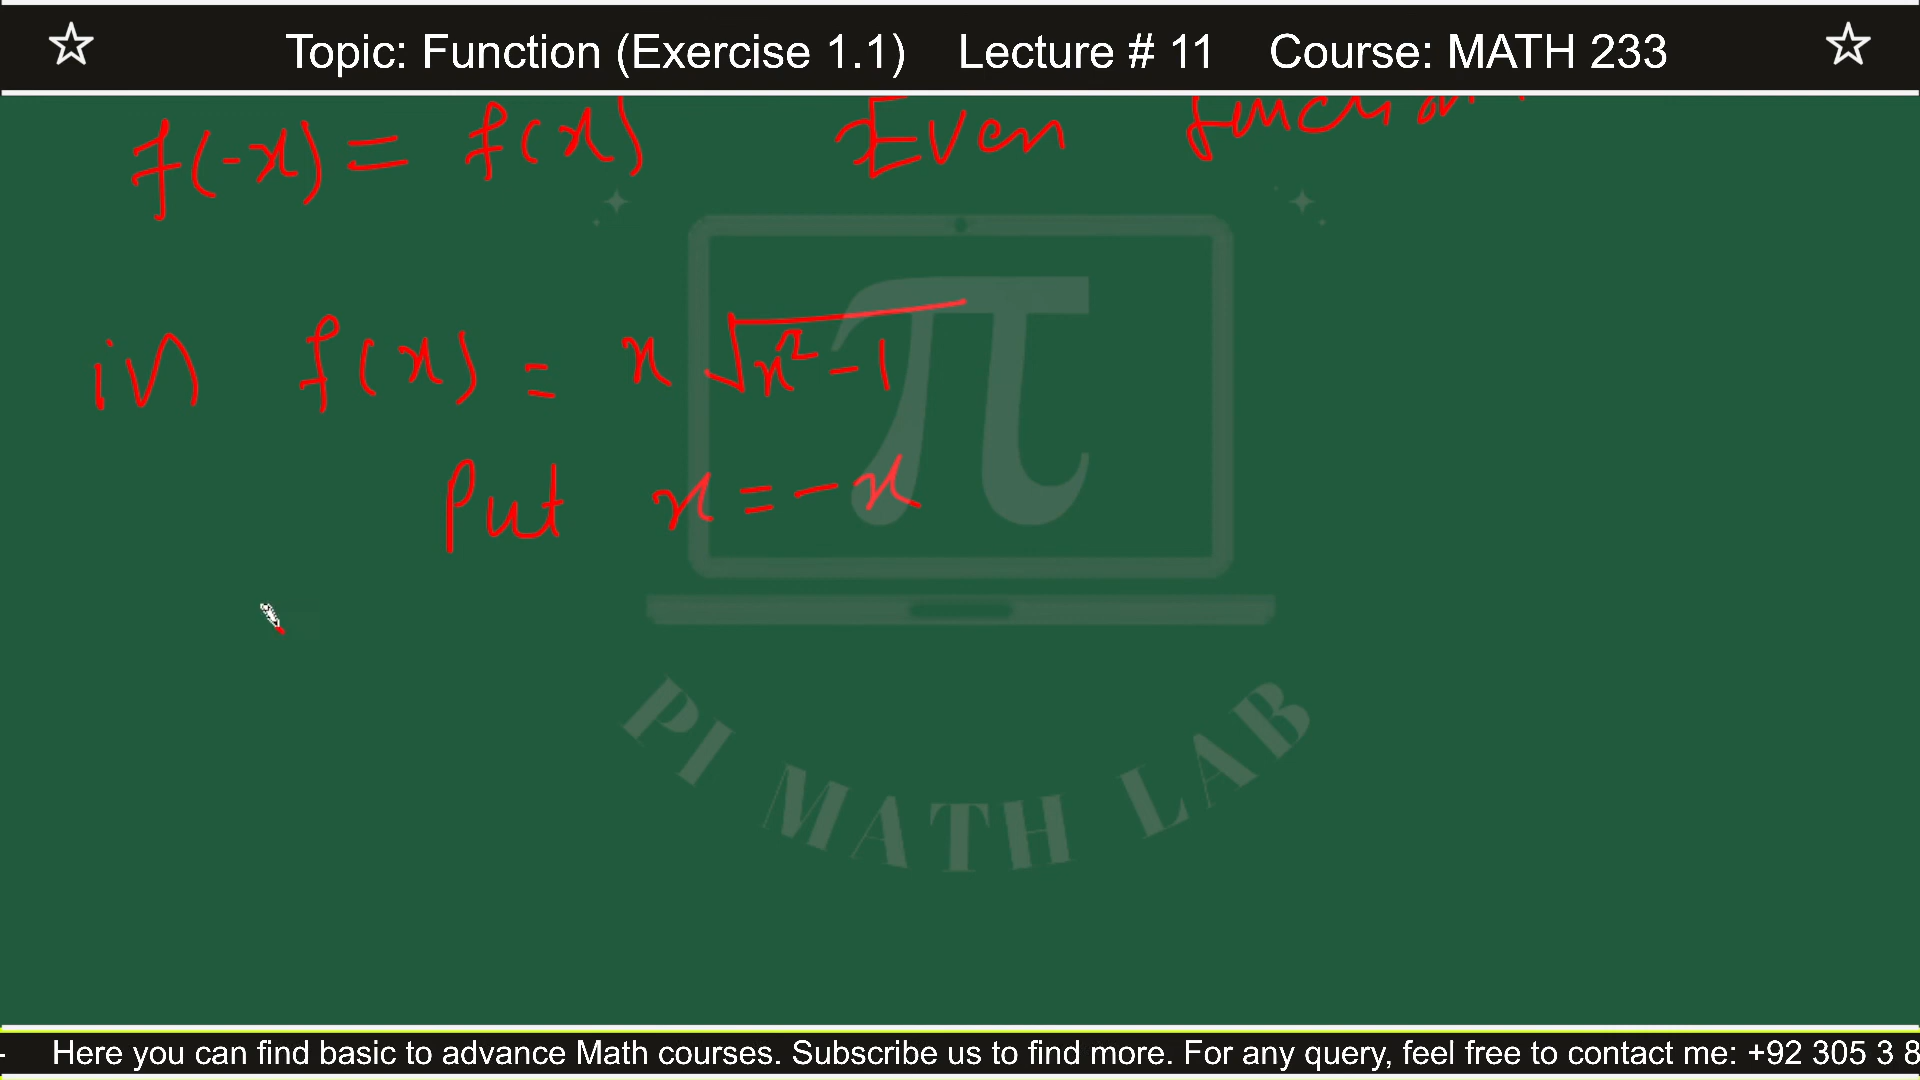 ☆ Topic: Function (Exercise 1.1) Lecture # 11 Course: MATH 233 ☆
f(-x) = f(x) Even function
iv) f(x) = x √x²-1
Put x = -x
PI MATH LAB
- Here you can find basic to advance Math courses. Subscribe us to find more. For any query, feel free to contact me: +92 305 3 8